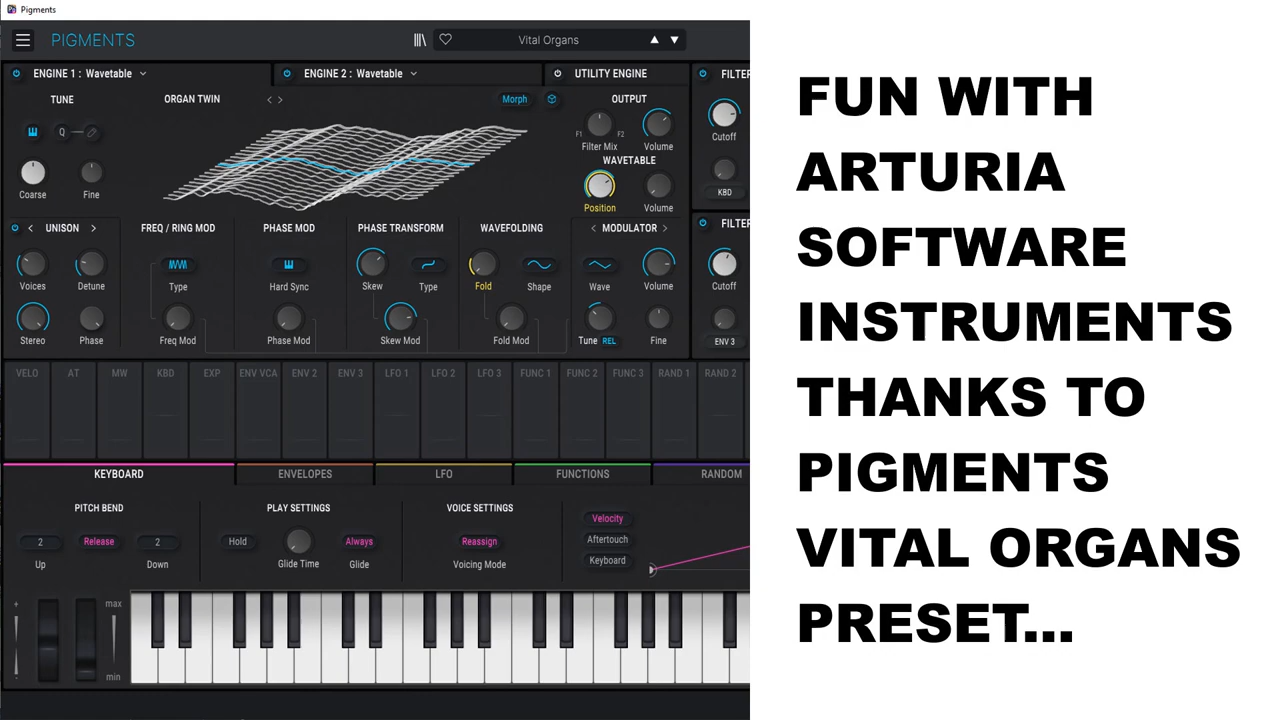 Pigments
PIGMENTS
Vital Organs
ENGINE 1 : Wavetable
ENGINE 2 : Wavetable
UTILITY ENGINE
FILTER
TUNE
ORGAN TWIN
Morph
OUTPUT
Q
F1
F2
Filter Mix
Volume
Cutoff
WAVETABLE
Coarse
Fine
Position
Volume
KBD
UNISON
FREQ / RING MOD
PHASE MOD
PHASE TRANSFORM
WAVEFOLDING
MODULATOR
FILTER
Voices
Detune
Type
Hard Sync
Skew
Type
Fold
Shape
Wave
Volume
Cutoff
Stereo
Phase
Freq Mod
Phase Mod
Skew Mod
Fold Mod
Tune REL
Fine
ENV 3
VELO
AT
MW
KBD
EXP
ENV VCA
ENV 2
ENV 3
LFO 1
LFO 2
LFO 3
FUNC 1
FUNC 2
FUNC 3
RAND 1
RAND 2
KEYBOARD
ENVELOPES
LFO
FUNCTIONS
RANDOM
PITCH BEND
PLAY SETTINGS
VOICE SETTINGS
Velocity
2
Release
2
Hold
Always
Reassign
Aftertouch
Up
Down
Glide Time
Glide
Voicing Mode
Keyboard
+
max
-
min
FUN WITH
ARTURIA
SOFTWARE
INSTRUMENTS
THANKS TO
PIGMENTS
VITAL ORGANS
PRESET...